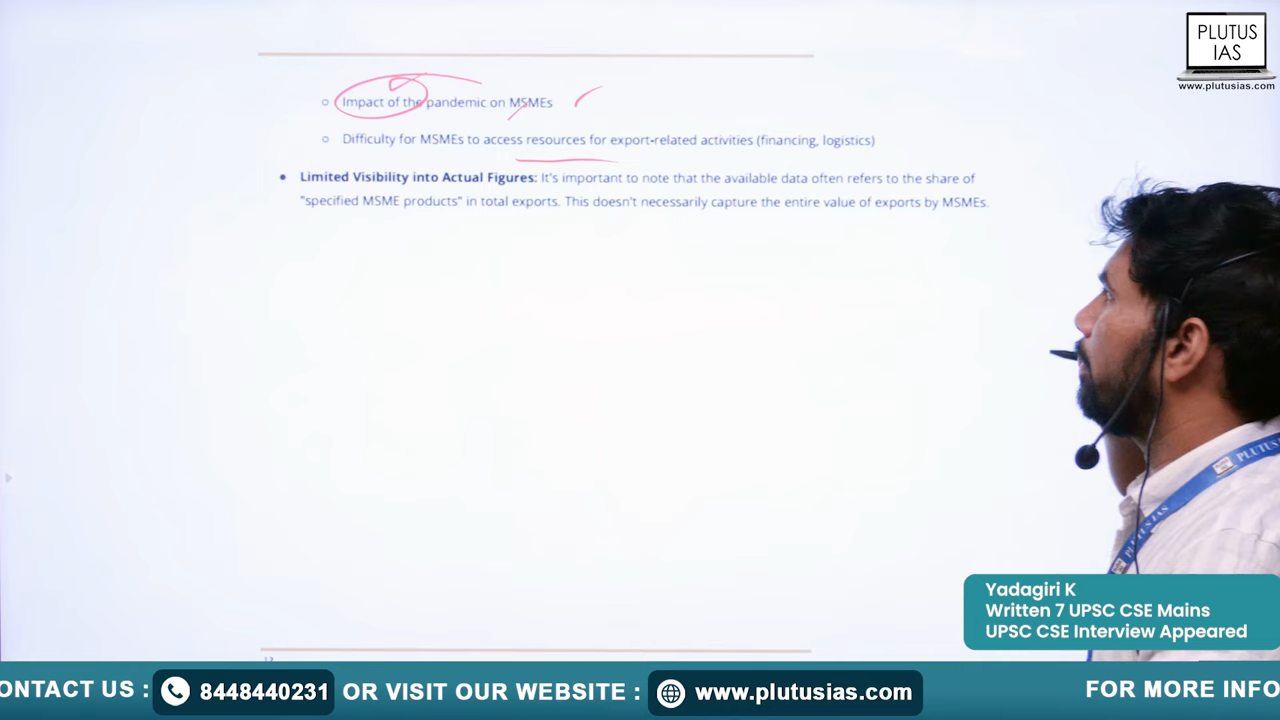 PLUTUS
IAS
www.plutusias.com
Impact of the pandemic on MSMEs
Difficulty for MSMEs to access resources for export-related activities (financing, logistics)
Limited Visibility into Actual Figures: It's important to note that the available data often refers to the share of
"specified MSME products" in total exports. This doesn't necessarily capture the entire value of exports by MSMEs.
PLUTUS
PLUTUS IAS
Yadagiri K
Written 7 UPSC CSE Mains
UPSC CSE Interview Appeared
ONTACT US : 8448440231 OR VISIT OUR WEBSITE : www.plutusias.com FOR MORE INFO